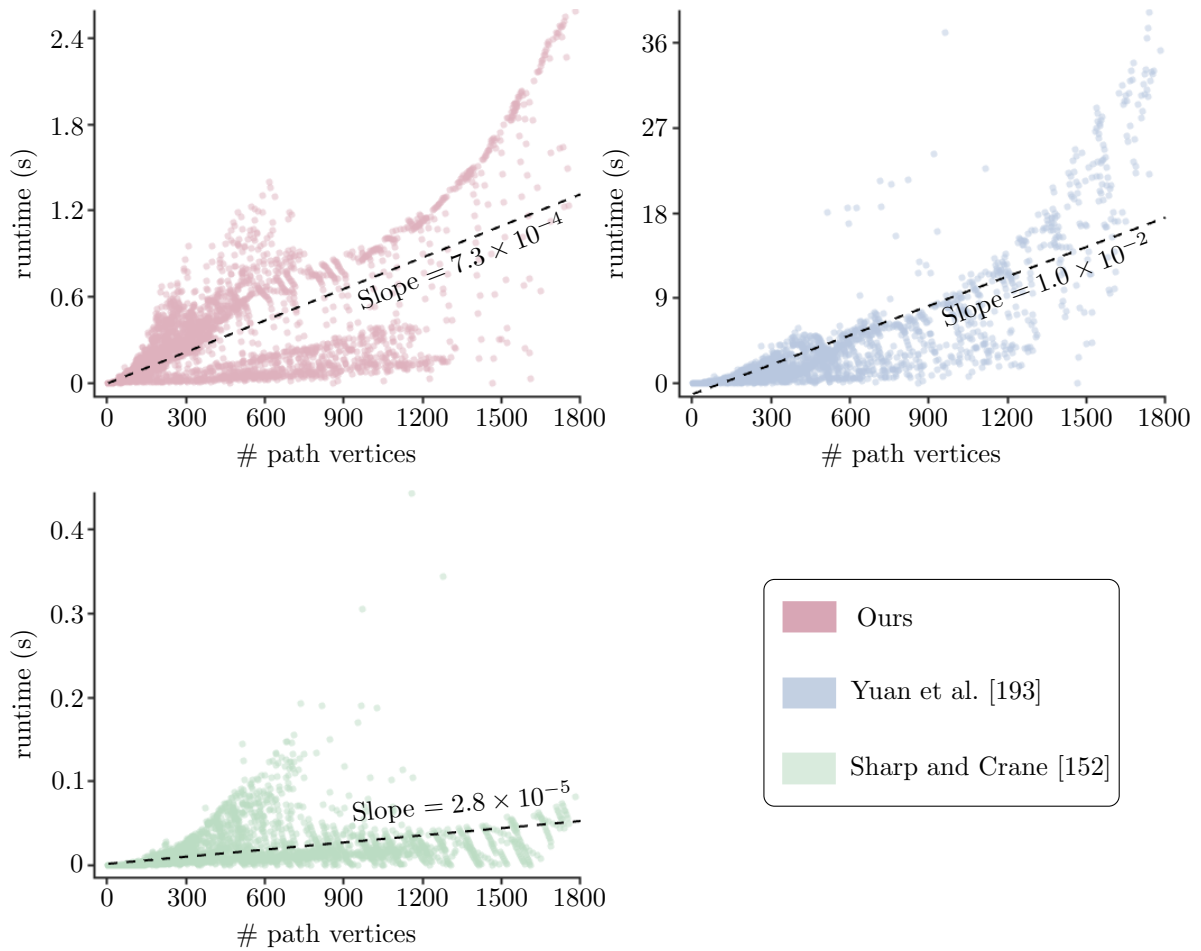 2.4
1.8
1.2
0.6
0
runtime (s)
Slope = 7.3 × 10⁻⁴
0 300 600 900 1200 1500 1800
# path vertices
36
27
18
9
0
runtime (s)
Slope = 1.0 × 10⁻²
0 300 600 900 1200 1500 1800
# path vertices
0.4
0.3
0.2
0.1
0
runtime (s)
Slope = 2.8 × 10⁻⁵
0 300 600 900 1200 1500 1800
# path vertices
Ours
Yuan et al. [193]
Sharp and Crane [152]